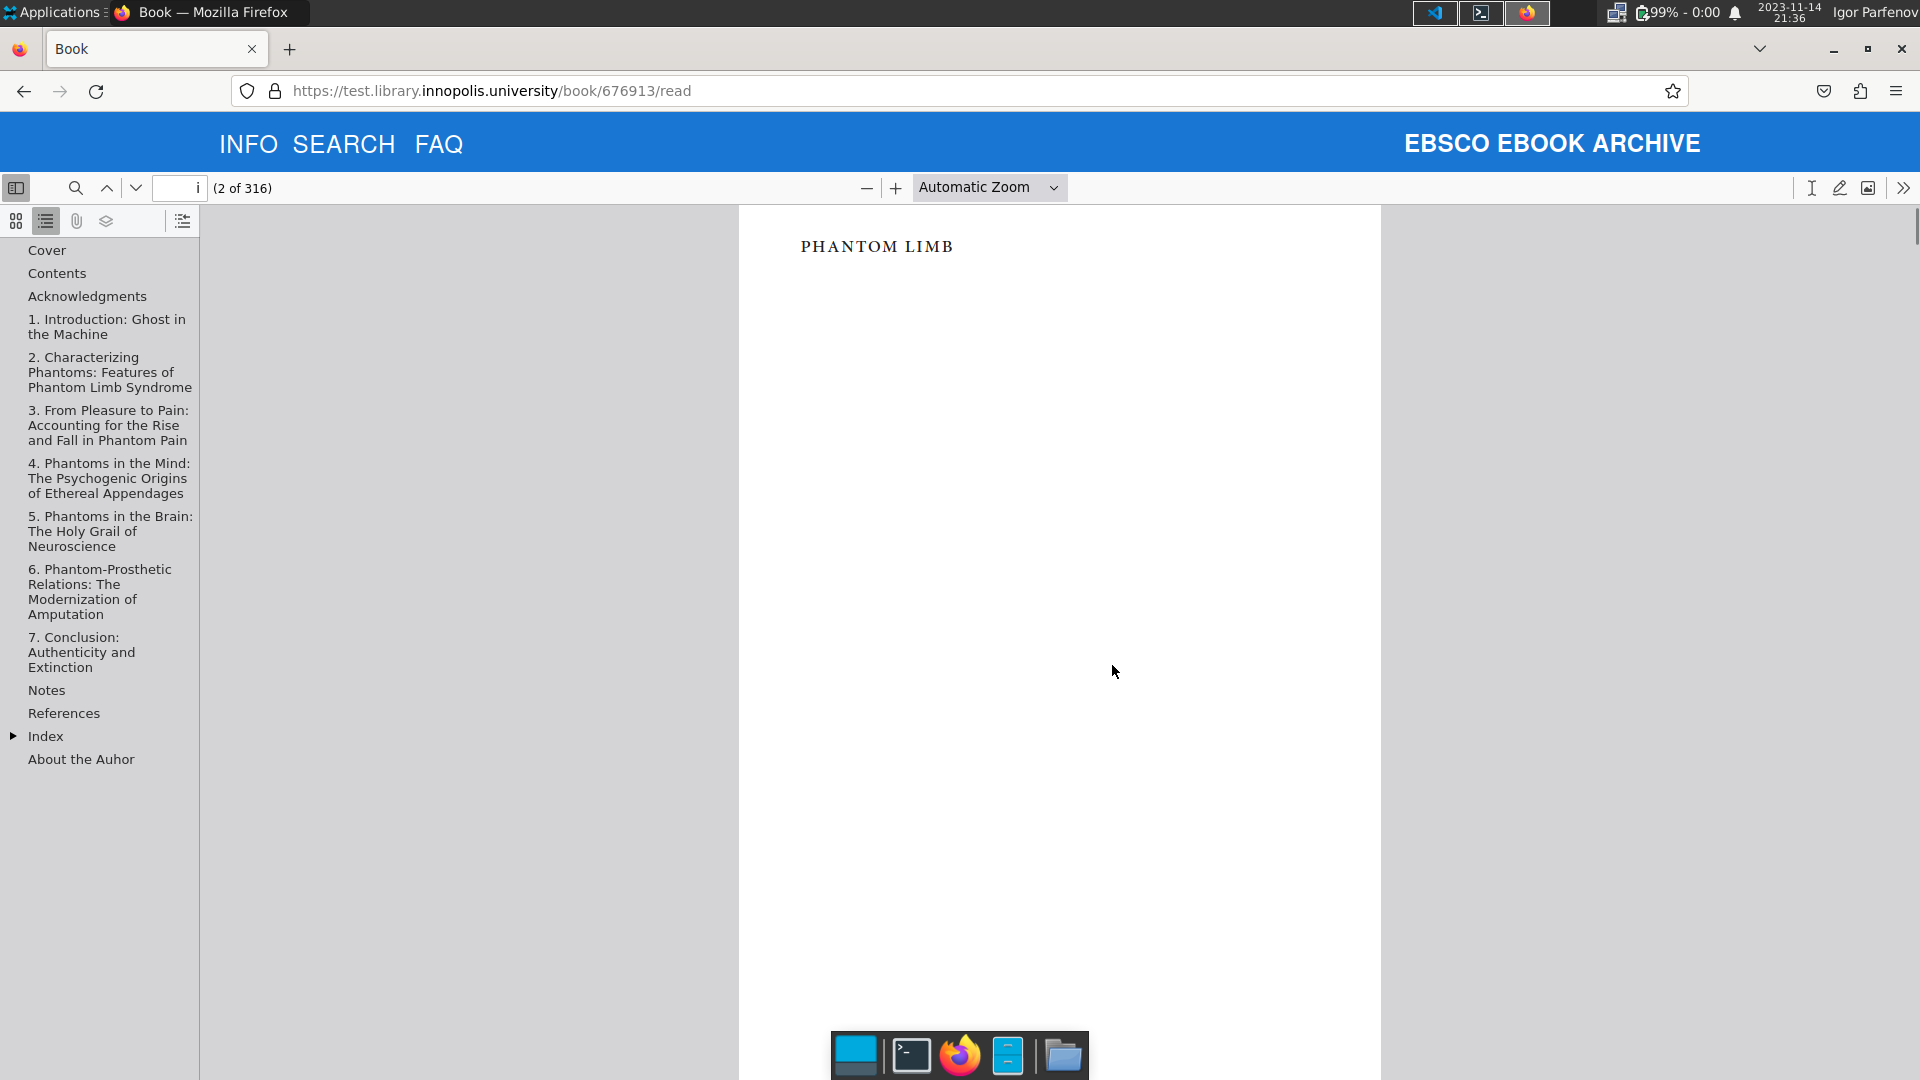 Applications Book — Mozilla Firefox 99% - 0:00 2023-11-14 Igor Parfenov
21:36
Book
https://test.library.innopolis.university/book/676913/read
INFO SEARCH FAQ EBSCO EBOOK ARCHIVE
i (2 of 316) Automatic Zoom
Cover
Contents
Acknowledgments
1. Introduction: Ghost in
the Machine
2. Characterizing
Phantoms: Features of
Phantom Limb Syndrome
3. From Pleasure to Pain:
Accounting for the Rise
and Fall in Phantom Pain
4. Phantoms in the Mind:
The Psychogenic Origins
of Ethereal Appendages
5. Phantoms in the Brain:
The Holy Grail of
Neuroscience
6. Phantom-Prosthetic
Relations: The
Modernization of
Amputation
7. Conclusion:
Authenticity and
Extinction
Notes
References
Index
About the Auhor
PHANTOM LIMB